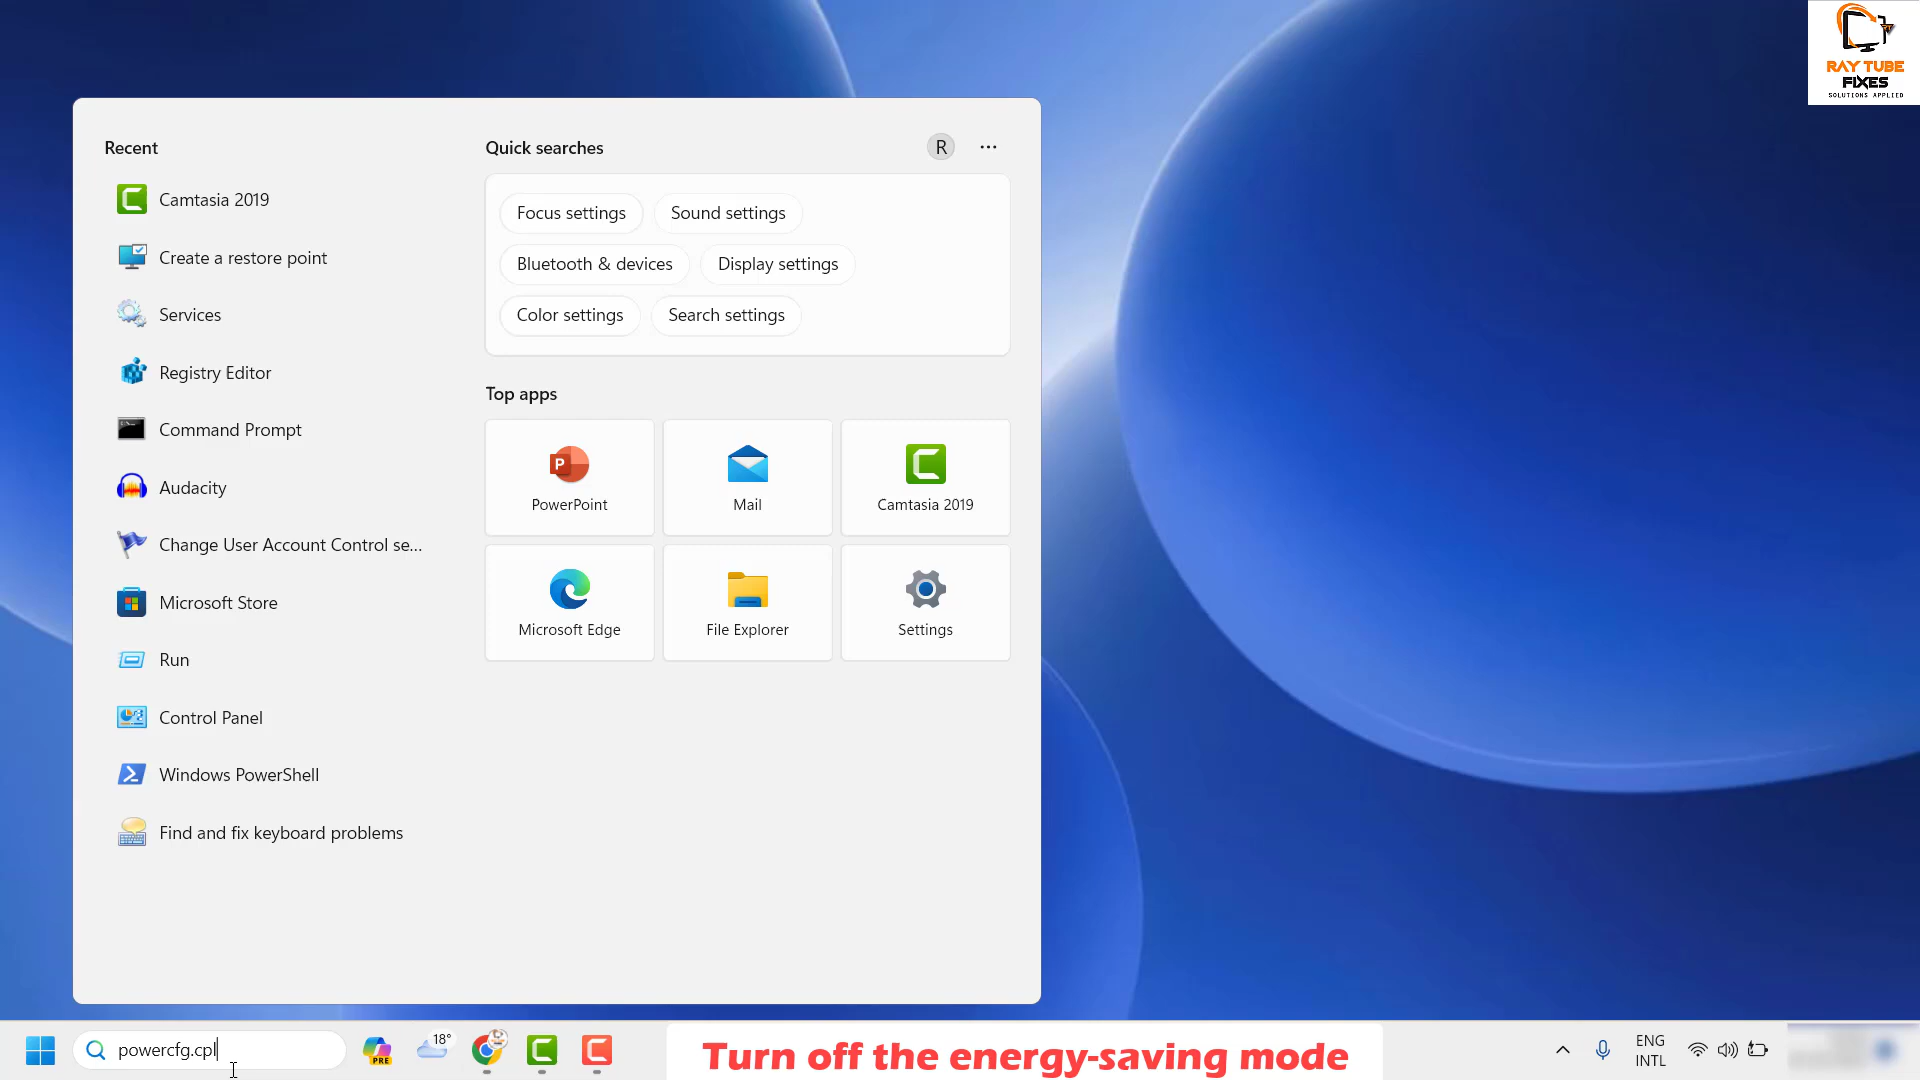 RAY TUBE
FIXES
SOLUTIONS APPLIED
Recent
Camtasia 2019
Create a restore point
Services
Registry Editor
Command Prompt
Audacity
Change User Account Control se...
Microsoft Store
Run
Control Panel
Windows PowerShell
Find and fix keyboard problems
Quick searches
R
Focus settings
Sound settings
Bluetooth & devices
Display settings
Color settings
Search settings
Top apps
P
PowerPoint
Mail
Camtasia 2019
Microsoft Edge
File Explorer
Settings
powercfg.cpl
PRE
18°
Turn off the energy-saving mode
ENG
INTL